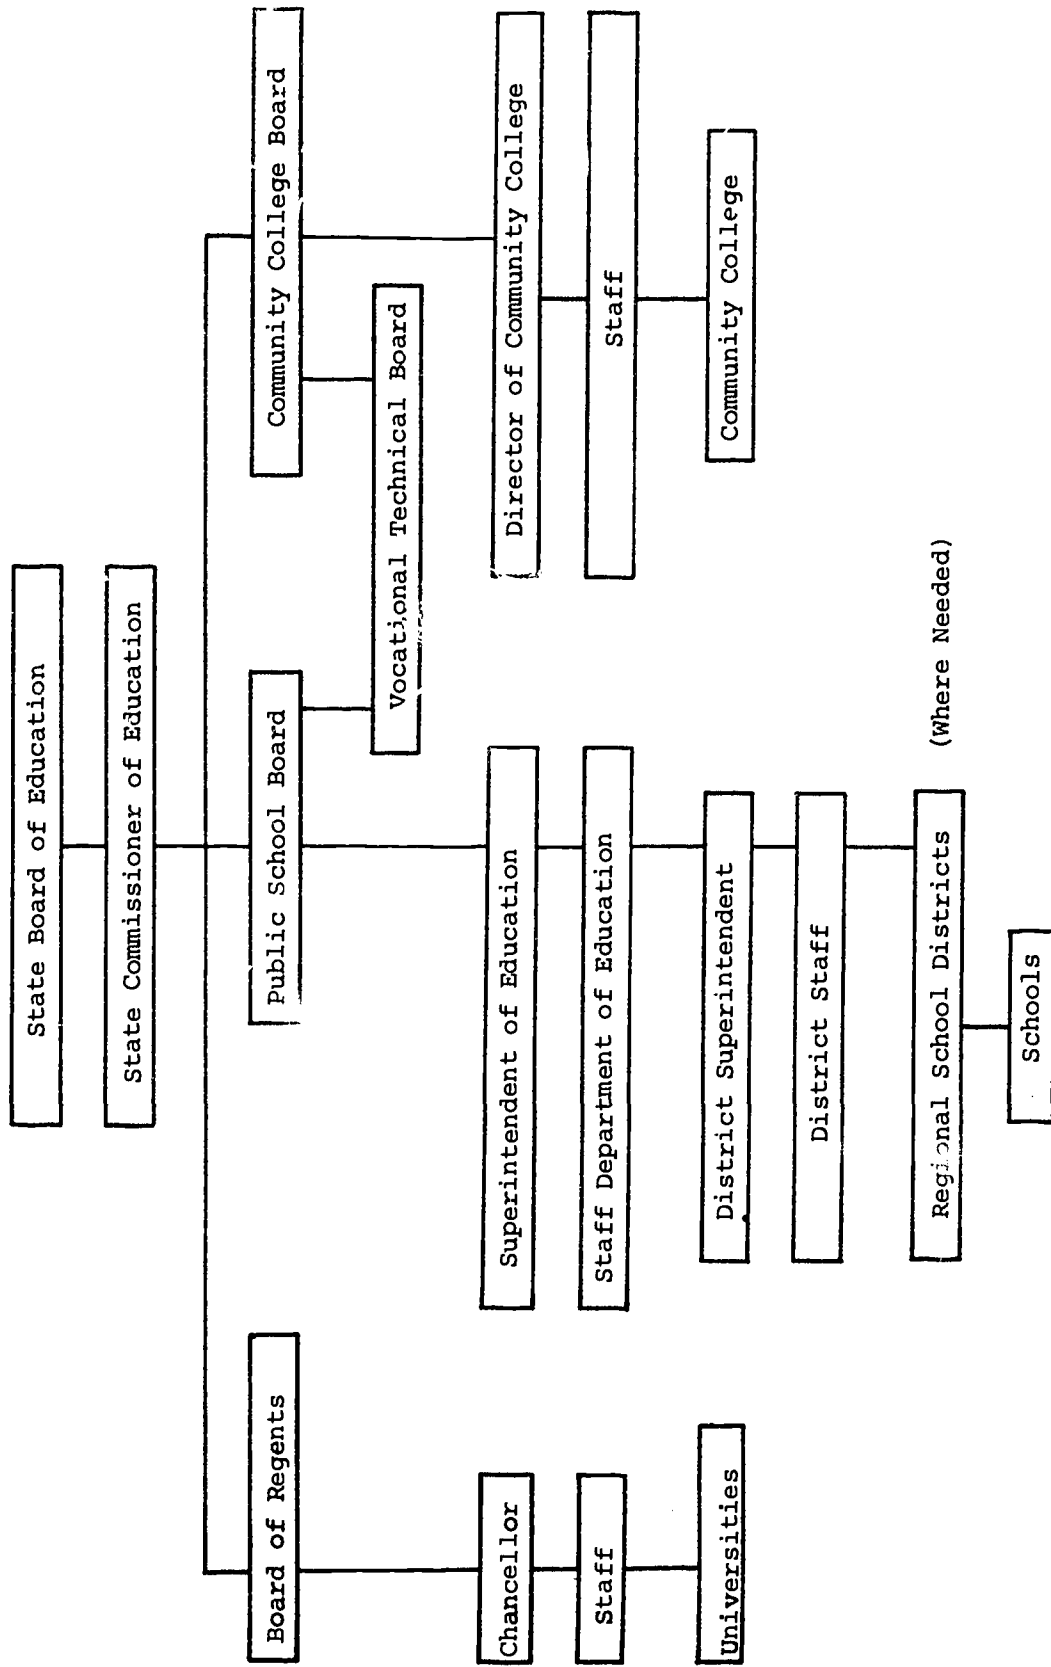 State Board of Education
State Commissioner of Education
Board of Regents
Public School Board
Community College Board
Vocational Technical Board
Chancellor
Superintendent of Education
Director of Community College
Staff
Staff Department of Education
Staff
Universities
District Superintendent
Community College
District Staff
Regional School Districts
(Where Needed)
Schools